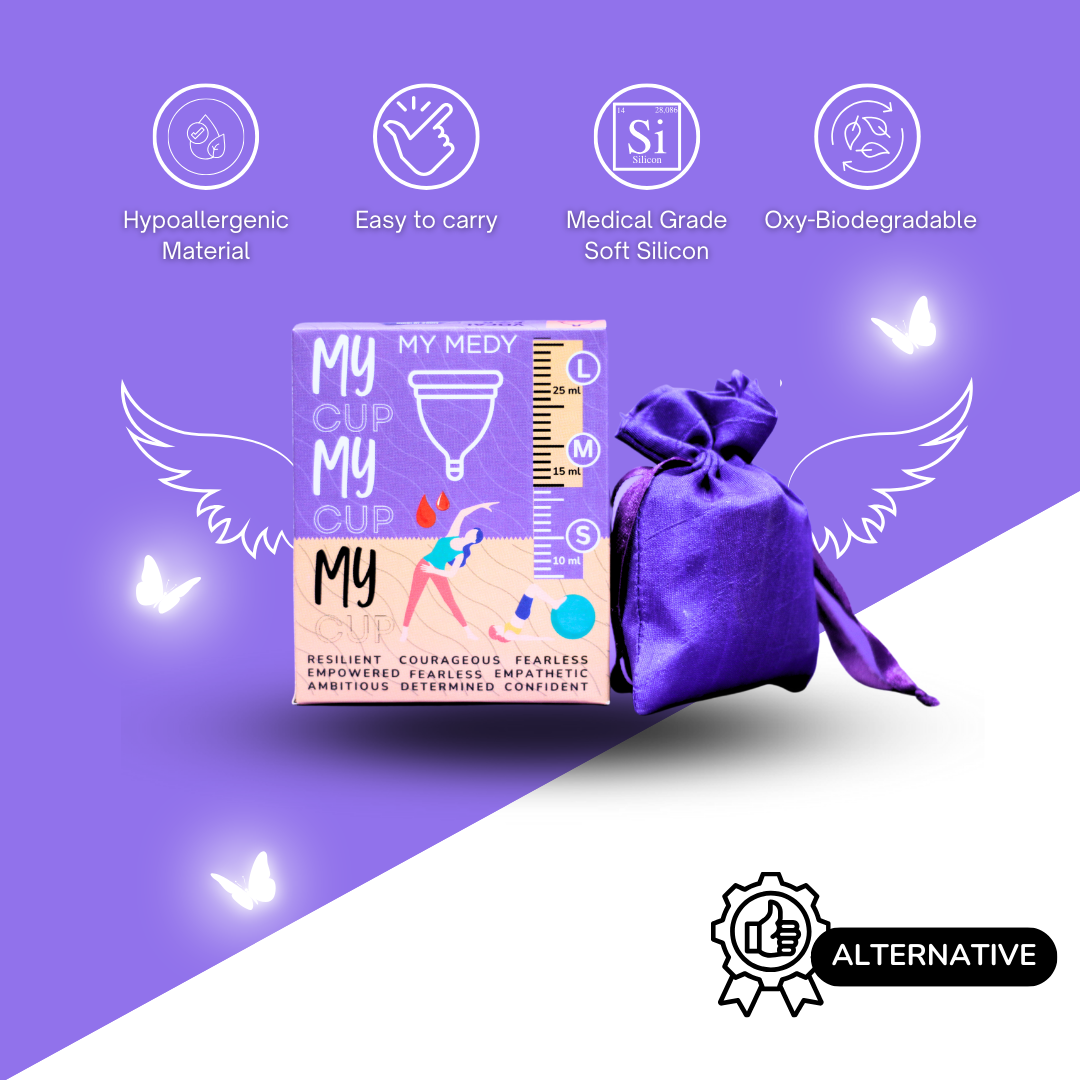 Hypoallergenic
Material
Easy to carry
14 28.086
Si
Silicon
Medical Grade
Soft Silicon
Oxy-Biodegradable
MY
CUP
MY
CUP
MY
CUP
MY MEDY
L
25 ml
M
15 ml
S
10 ml
RESILIENT COURAGEOUS FEARLESS
EMPOWERED FEARLESS EMPATHETIC
AMBITIOUS DETERMINED CONFIDENT
ALTERNATIVE